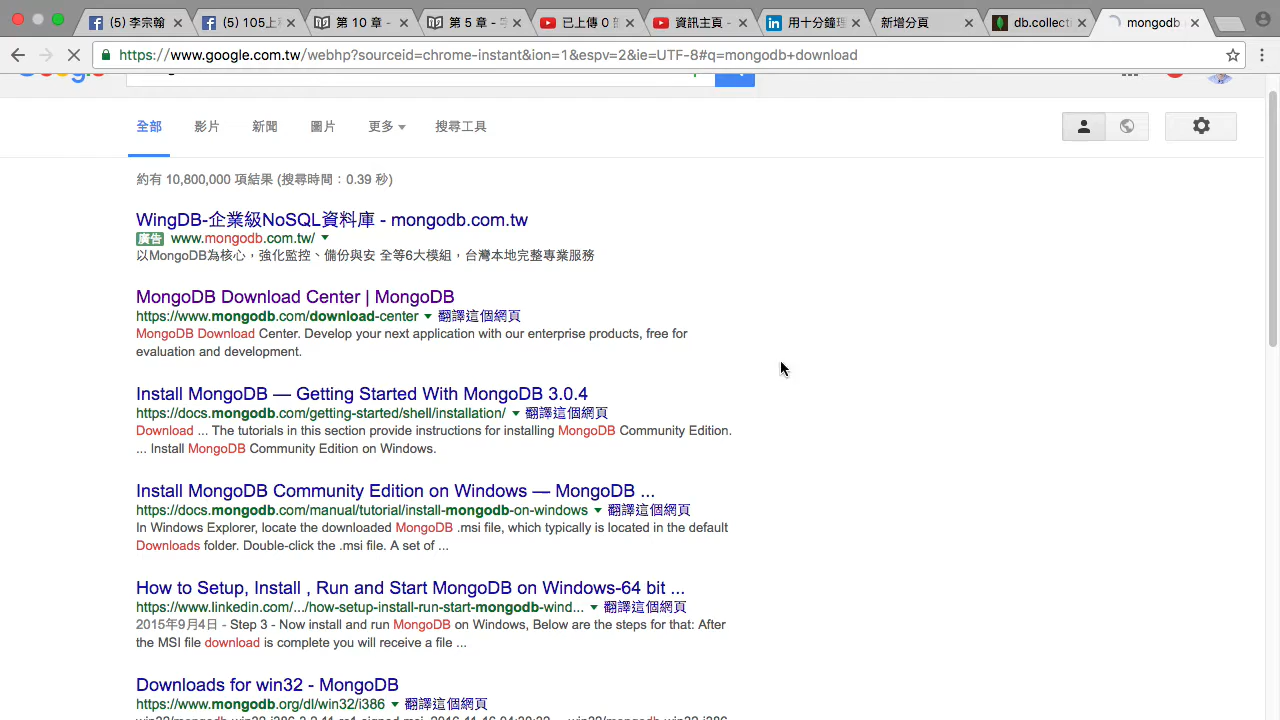 (5) 李宗翰
(5) 105上
第 10 章 -
第 5 章 - 字
已上傳 0
資訊主頁 -
用十分鐘理
新增分頁
db.collecti
mongodb
https://www.google.com.tw/webhp?sourceid=chrome-instant&ion=1&espv=2&ie=UTF-8#q=mongodb+download
全部 影片 新聞 圖片 更多 搜尋工具
約有 10,800,000 項結果 (搜尋時間：0.39 秒)
WingDB-企業級NoSQL資料庫 - mongodb.com.tw
廣告 www.mongodb.com.tw/
以MongoDB為核心，強化監控、備份與安 全等6大模組，台灣本地完整專業服務
MongoDB Download Center | MongoDB
https://www.mongodb.com/download-center 翻譯這個網頁
MongoDB Download Center. Develop your next application with our enterprise products, free for
evaluation and development.
Install MongoDB — Getting Started With MongoDB 3.0.4
https://docs.mongodb.com/getting-started/shell/installation/ 翻譯這個網頁
Download ... The tutorials in this section provide instructions for installing MongoDB Community Edition.
... Install MongoDB Community Edition on Windows.
Install MongoDB Community Edition on Windows — MongoDB ...
https://docs.mongodb.com/manual/tutorial/install-mongodb-on-windows 翻譯這個網頁
In Windows Explorer, locate the downloaded MongoDB .msi file, which typically is located in the default
Downloads folder. Double-click the .msi file. A set of ...
How to Setup, Install , Run and Start MongoDB on Windows-64 bit ...
https://www.linkedin.com/.../how-setup-install-run-start-mongodb-wind... 翻譯這個網頁
2015年9月4日 - Step 3 - Now install and run MongoDB on Windows, Below are the steps for that: After
the MSI file download is complete you will receive a file ...
Downloads for win32 - MongoDB
https://www.mongodb.org/dl/win32/i386 翻譯這個網頁